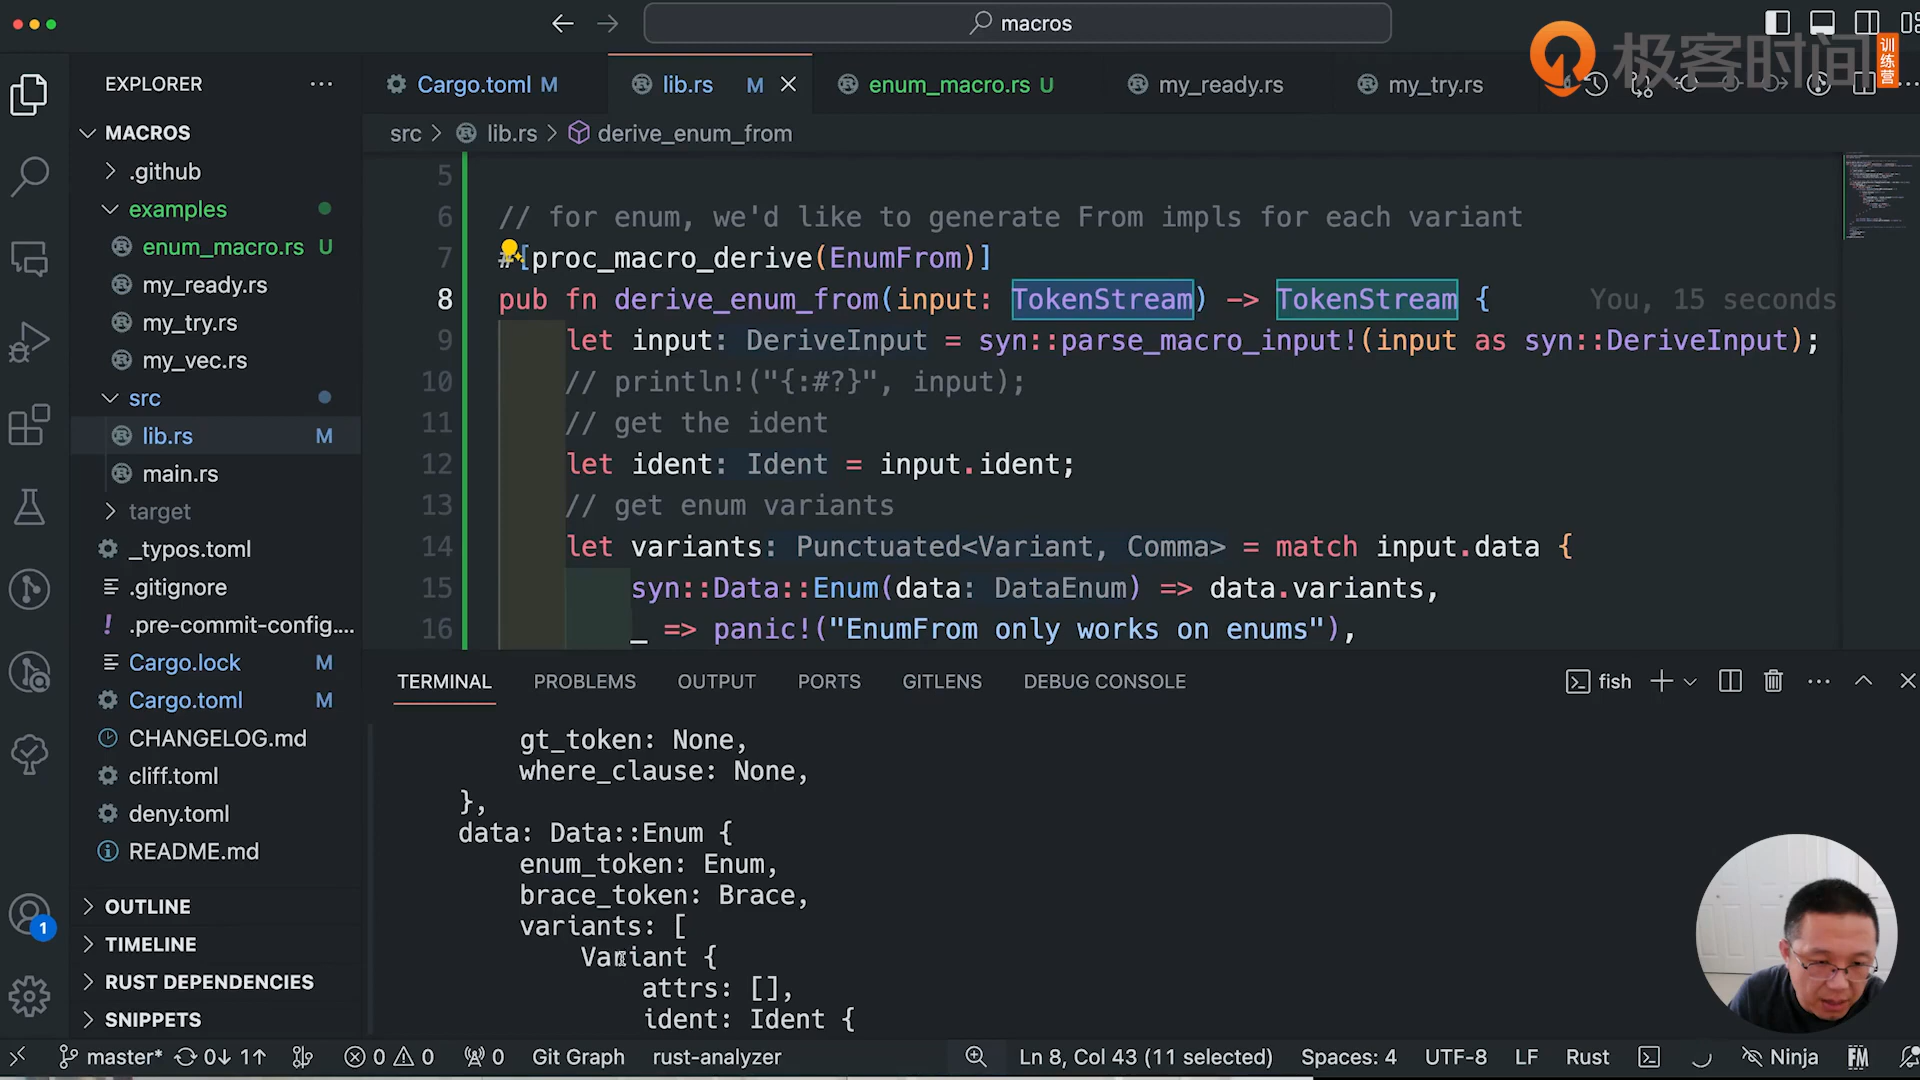 macros
极客时间
训练营
EXPLORER
MACROS
.github
examples
enum_macro.rs U
my_ready.rs
my_try.rs
my_vec.rs
src
lib.rs M
main.rs
target
_typos.toml
.gitignore
.pre-commit-config....
Cargo.lock M
Cargo.toml M
CHANGELOG.md
cliff.toml
deny.toml
README.md
OUTLINE
TIMELINE
RUST DEPENDENCIES
SNIPPETS
1
Cargo.toml M
lib.rs M
enum_macro.rs U
my_ready.rs
my_try.rs
src > lib.rs > derive_enum_from
5
6 // for enum, we'd like to generate From impls for each variant
7 #[proc_macro_derive(EnumFrom)]
8 pub fn derive_enum_from(input: TokenStream) -> TokenStream { You, 15 seconds
9 let input: DeriveInput = syn::parse_macro_input!(input as syn::DeriveInput);
10 // println!("{:#?}", input);
11 // get the ident
12 let ident: Ident = input.ident;
13 // get enum variants
14 let variants: Punctuated<Variant, Comma> = match input.data {
15 syn::Data::Enum(data: DataEnum) => data.variants,
16 _ => panic!("EnumFrom only works on enums"),
TERMINAL PROBLEMS OUTPUT PORTS GITLENS DEBUG CONSOLE
fish
gt_token: None,
where_clause: None,
},
data: Data::Enum {
enum_token: Enum,
brace_token: Brace,
variants: [
Variant {
attrs: [],
ident: Ident {
master* 0↓ 1↑ 0 0 0 Git Graph rust-analyzer Ln 8, Col 43 (11 selected) Spaces: 4 UTF-8 LF Rust Ninja